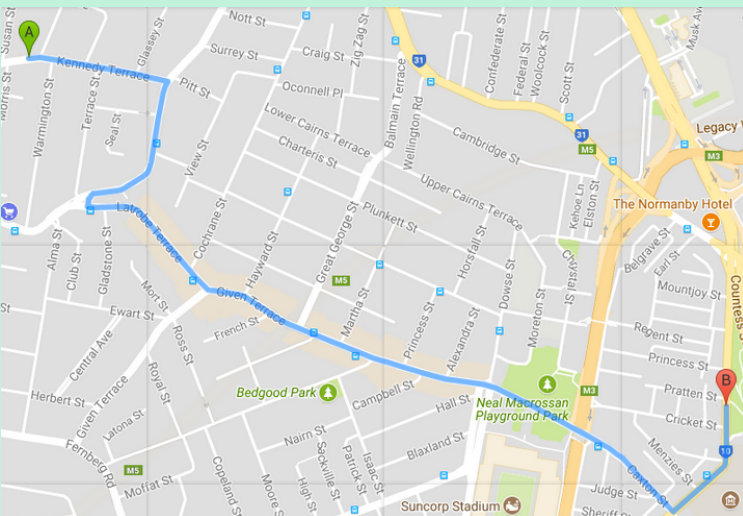 Susan St
A
Kennedy Terrace
Glassey St
Nott St
Surrey St
Craig St
Zig Zag St
31
Confederate St
Federal St
Woolcock St
Scott St
Musk Av
Morris St
Warmington St
Terrace St
Seal St
Pitt St
Oconnell Pl
Balmain Terrace
Wellington Rd
Lower Cairns Terrace
Charteris St
View St
Cambridge St
31
M5
Legacy
M3
Upper Cairns Terrace
Kehoe Ln
Elston St
The Normanby Hotel
Latrobe Terrace
Cochrane St
Hayward St
Great George St
Plunkett St
Horsfall St
Chrystal St
Belgrave St
Earl St
Mountjoy St
Countess
Alma St
Club St
Gladstone St
M5
Dowse St
Moreton St
Given Terrace
Mort St
Ewart St
Ross St
French St
Martha St
Princess St
Alexandra St
Regent St
Princess St
Central Ave
Royal St
Bedgood Park
Campbell St
Hall St
Neal Macrossan
Playground Park
M3
Pratten St
B
Cricket St
Herbert St
Given Terrace
Latona St
Fernberg Rd
Nairn St
Blaxland St
Menzies St
10
M5
Moffat St
Copeland St
Moore St
High St
Sackville St
Patrick St
Isaac St
Caxton St
Judge St
Suncorp Stadium
Sheriff St